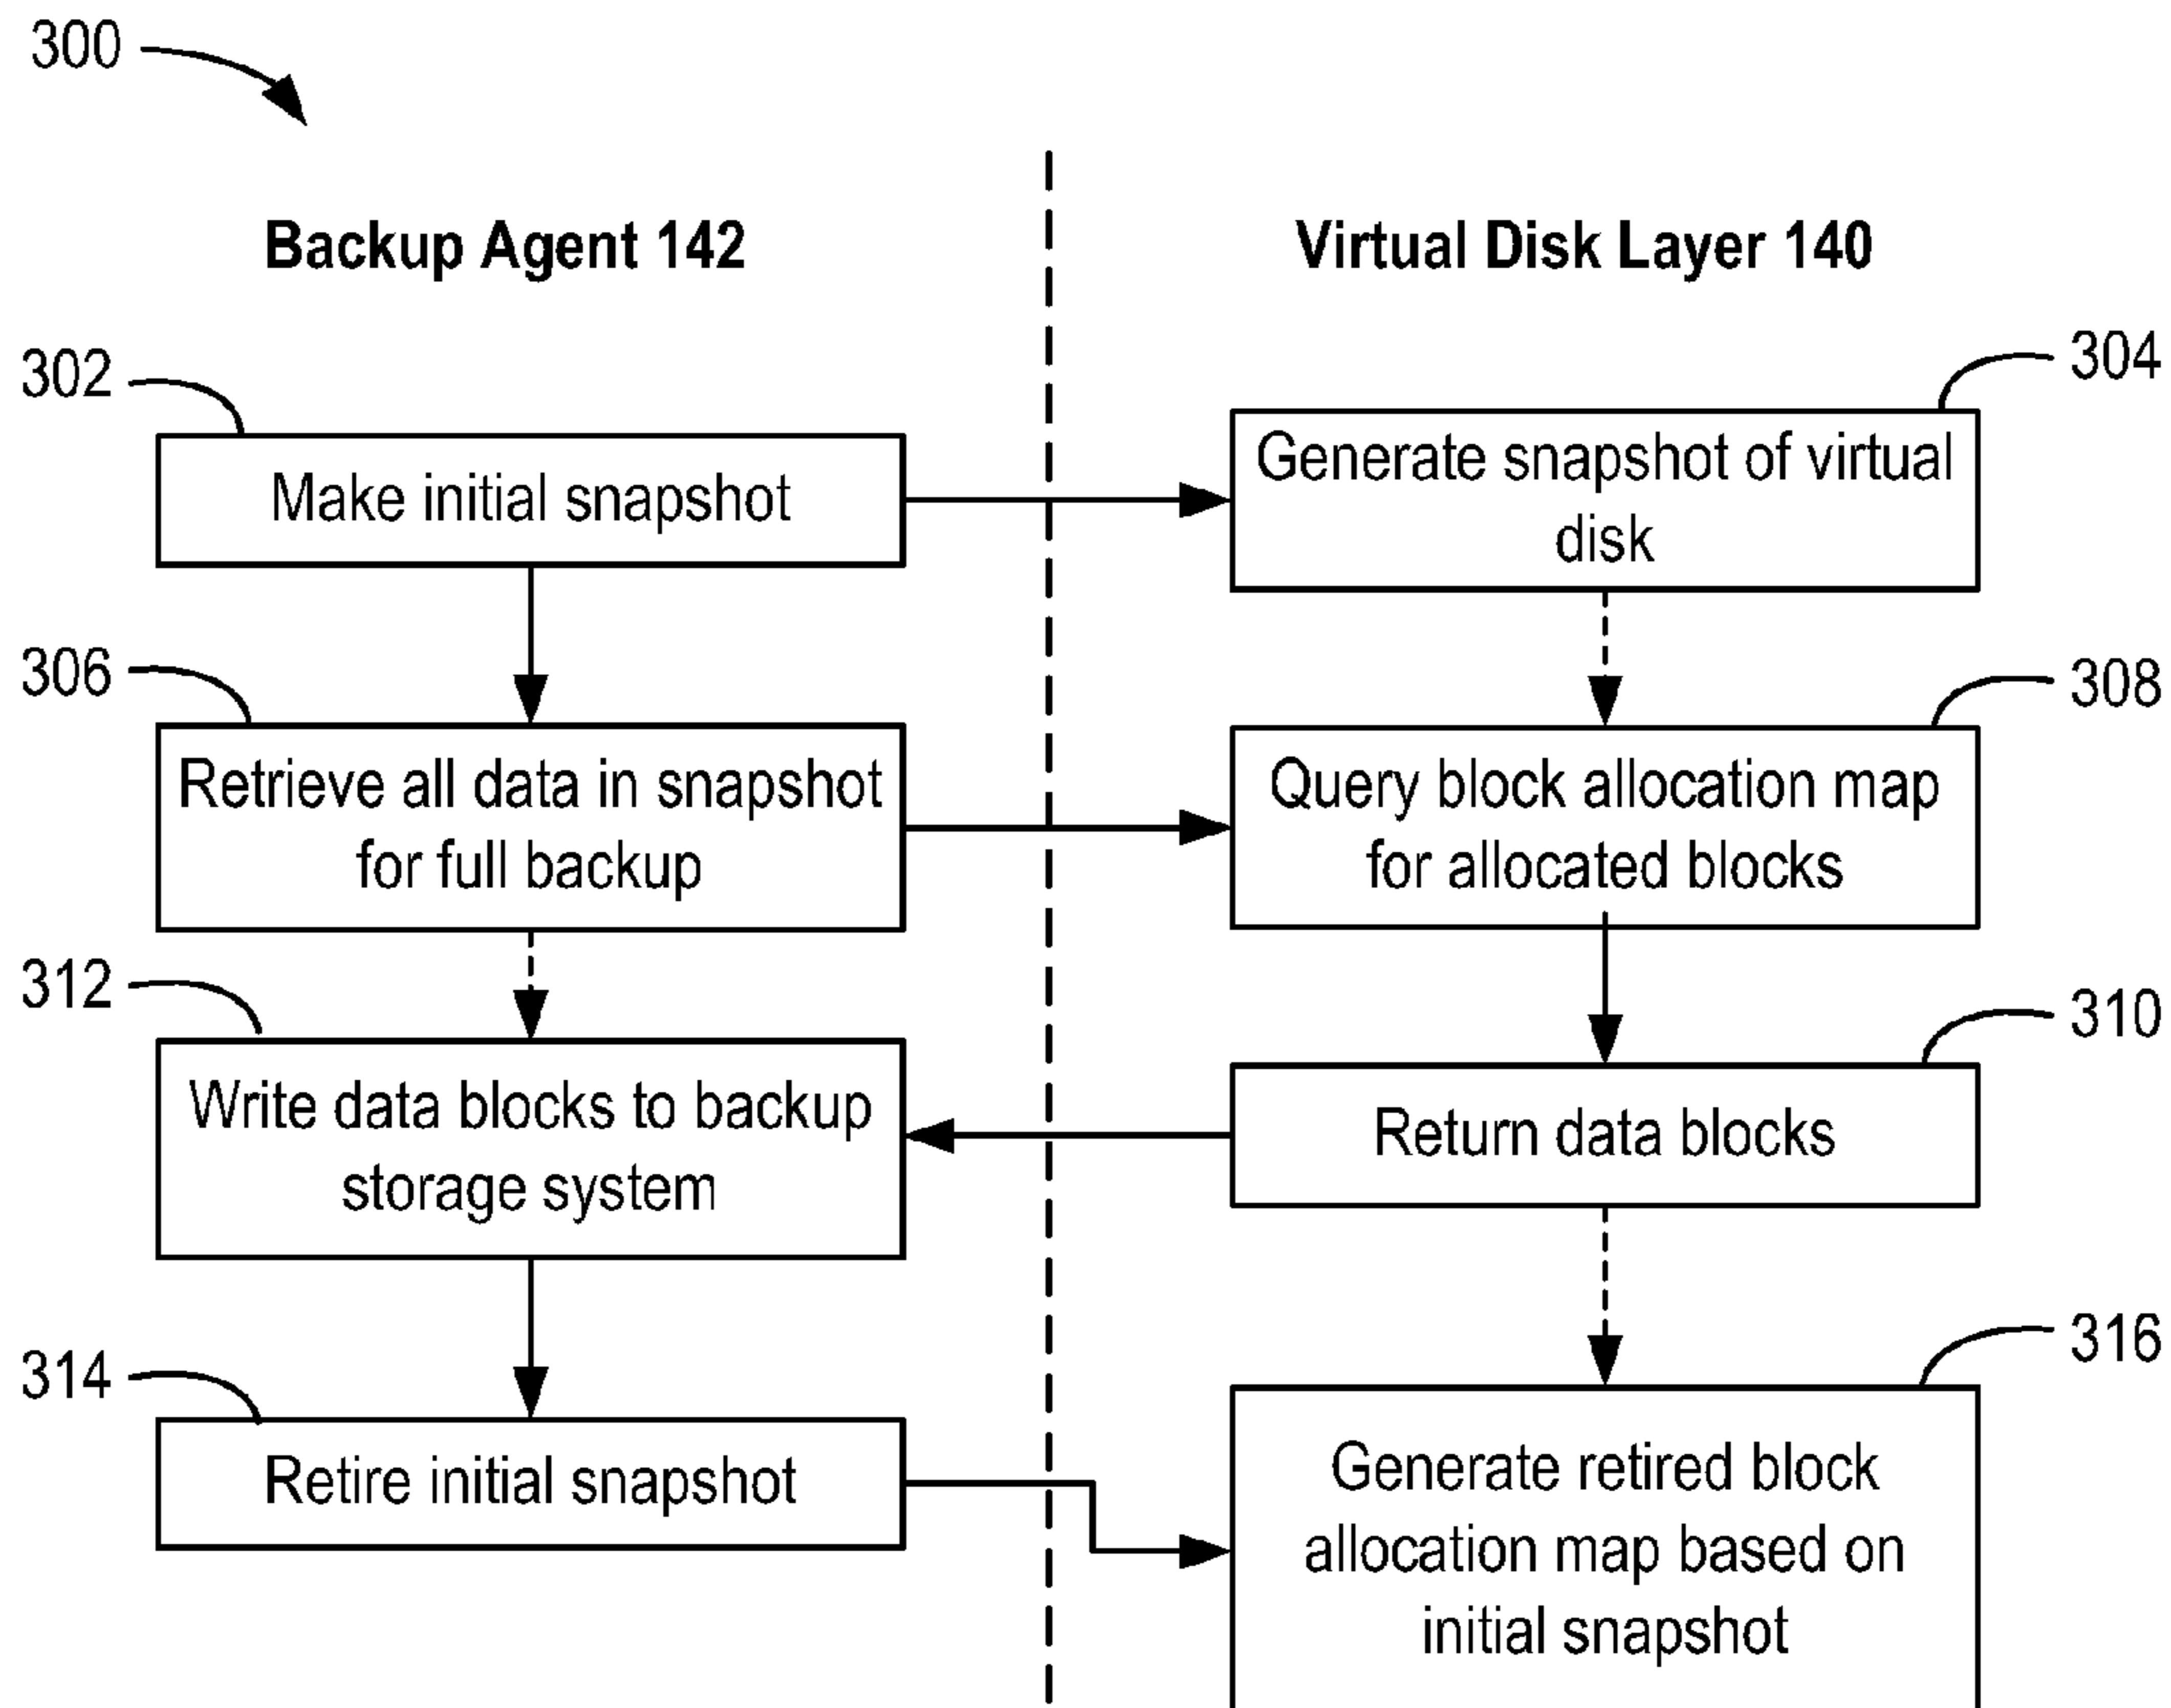 300
Backup Agent 142
Virtual Disk Layer 140
302
Make initial snapshot
304
Generate snapshot of virtual
disk
306
Retrieve all data in snapshot
for full backup
308
Query block allocation map
for allocated blocks
312
Write data blocks to backup
storage system
310
Return data blocks
314
Retire initial snapshot
316
Generate retired block
allocation map based on
initial snapshot